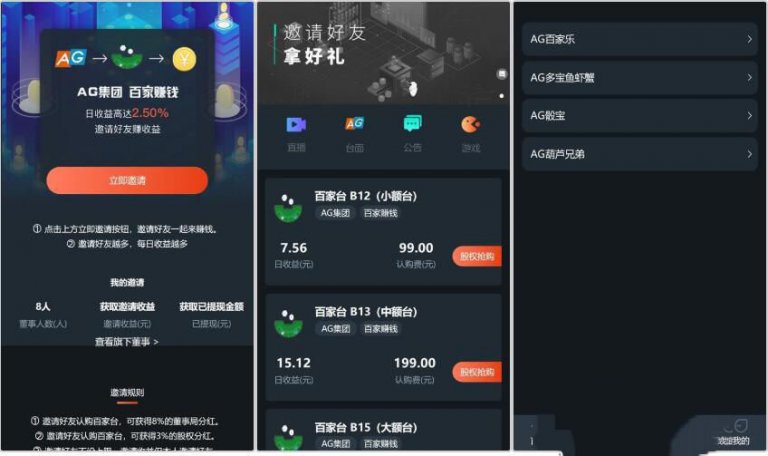 AG
AG集团 百家赚钱
日收益高达2.50%
邀请好友赚收益
立即邀请
① 点击上方立即邀请按钮，邀请好友一起来赚钱。
② 邀请好友越多，每日收益越多
我的邀请
8人
获取邀请收益
获取已提现金额
董事人数(人)
邀请收益(元)
已提现(元)
查看旗下董事 >
邀请规则
① 邀请好友认购百家台，可获得8%的董事局分红。
② 邀请好友认购百家台，可获得3%的股权分红。
邀请好友
拿好礼
直播
AG
台面
公告
游戏
百家台 B12（小额台）
AG集团
百家赚钱
7.56
99.00
日收益(元)
认购费(元)
股权抢购
百家台 B13（中额台）
AG集团
百家赚钱
15.12
199.00
日收益(元)
认购费(元)
股权抢购
百家台 B15（大额台）
AG集团
百家赚钱
AG百家乐
AG多宝鱼虾蟹
AG骰宝
AG葫芦兄弟
我的